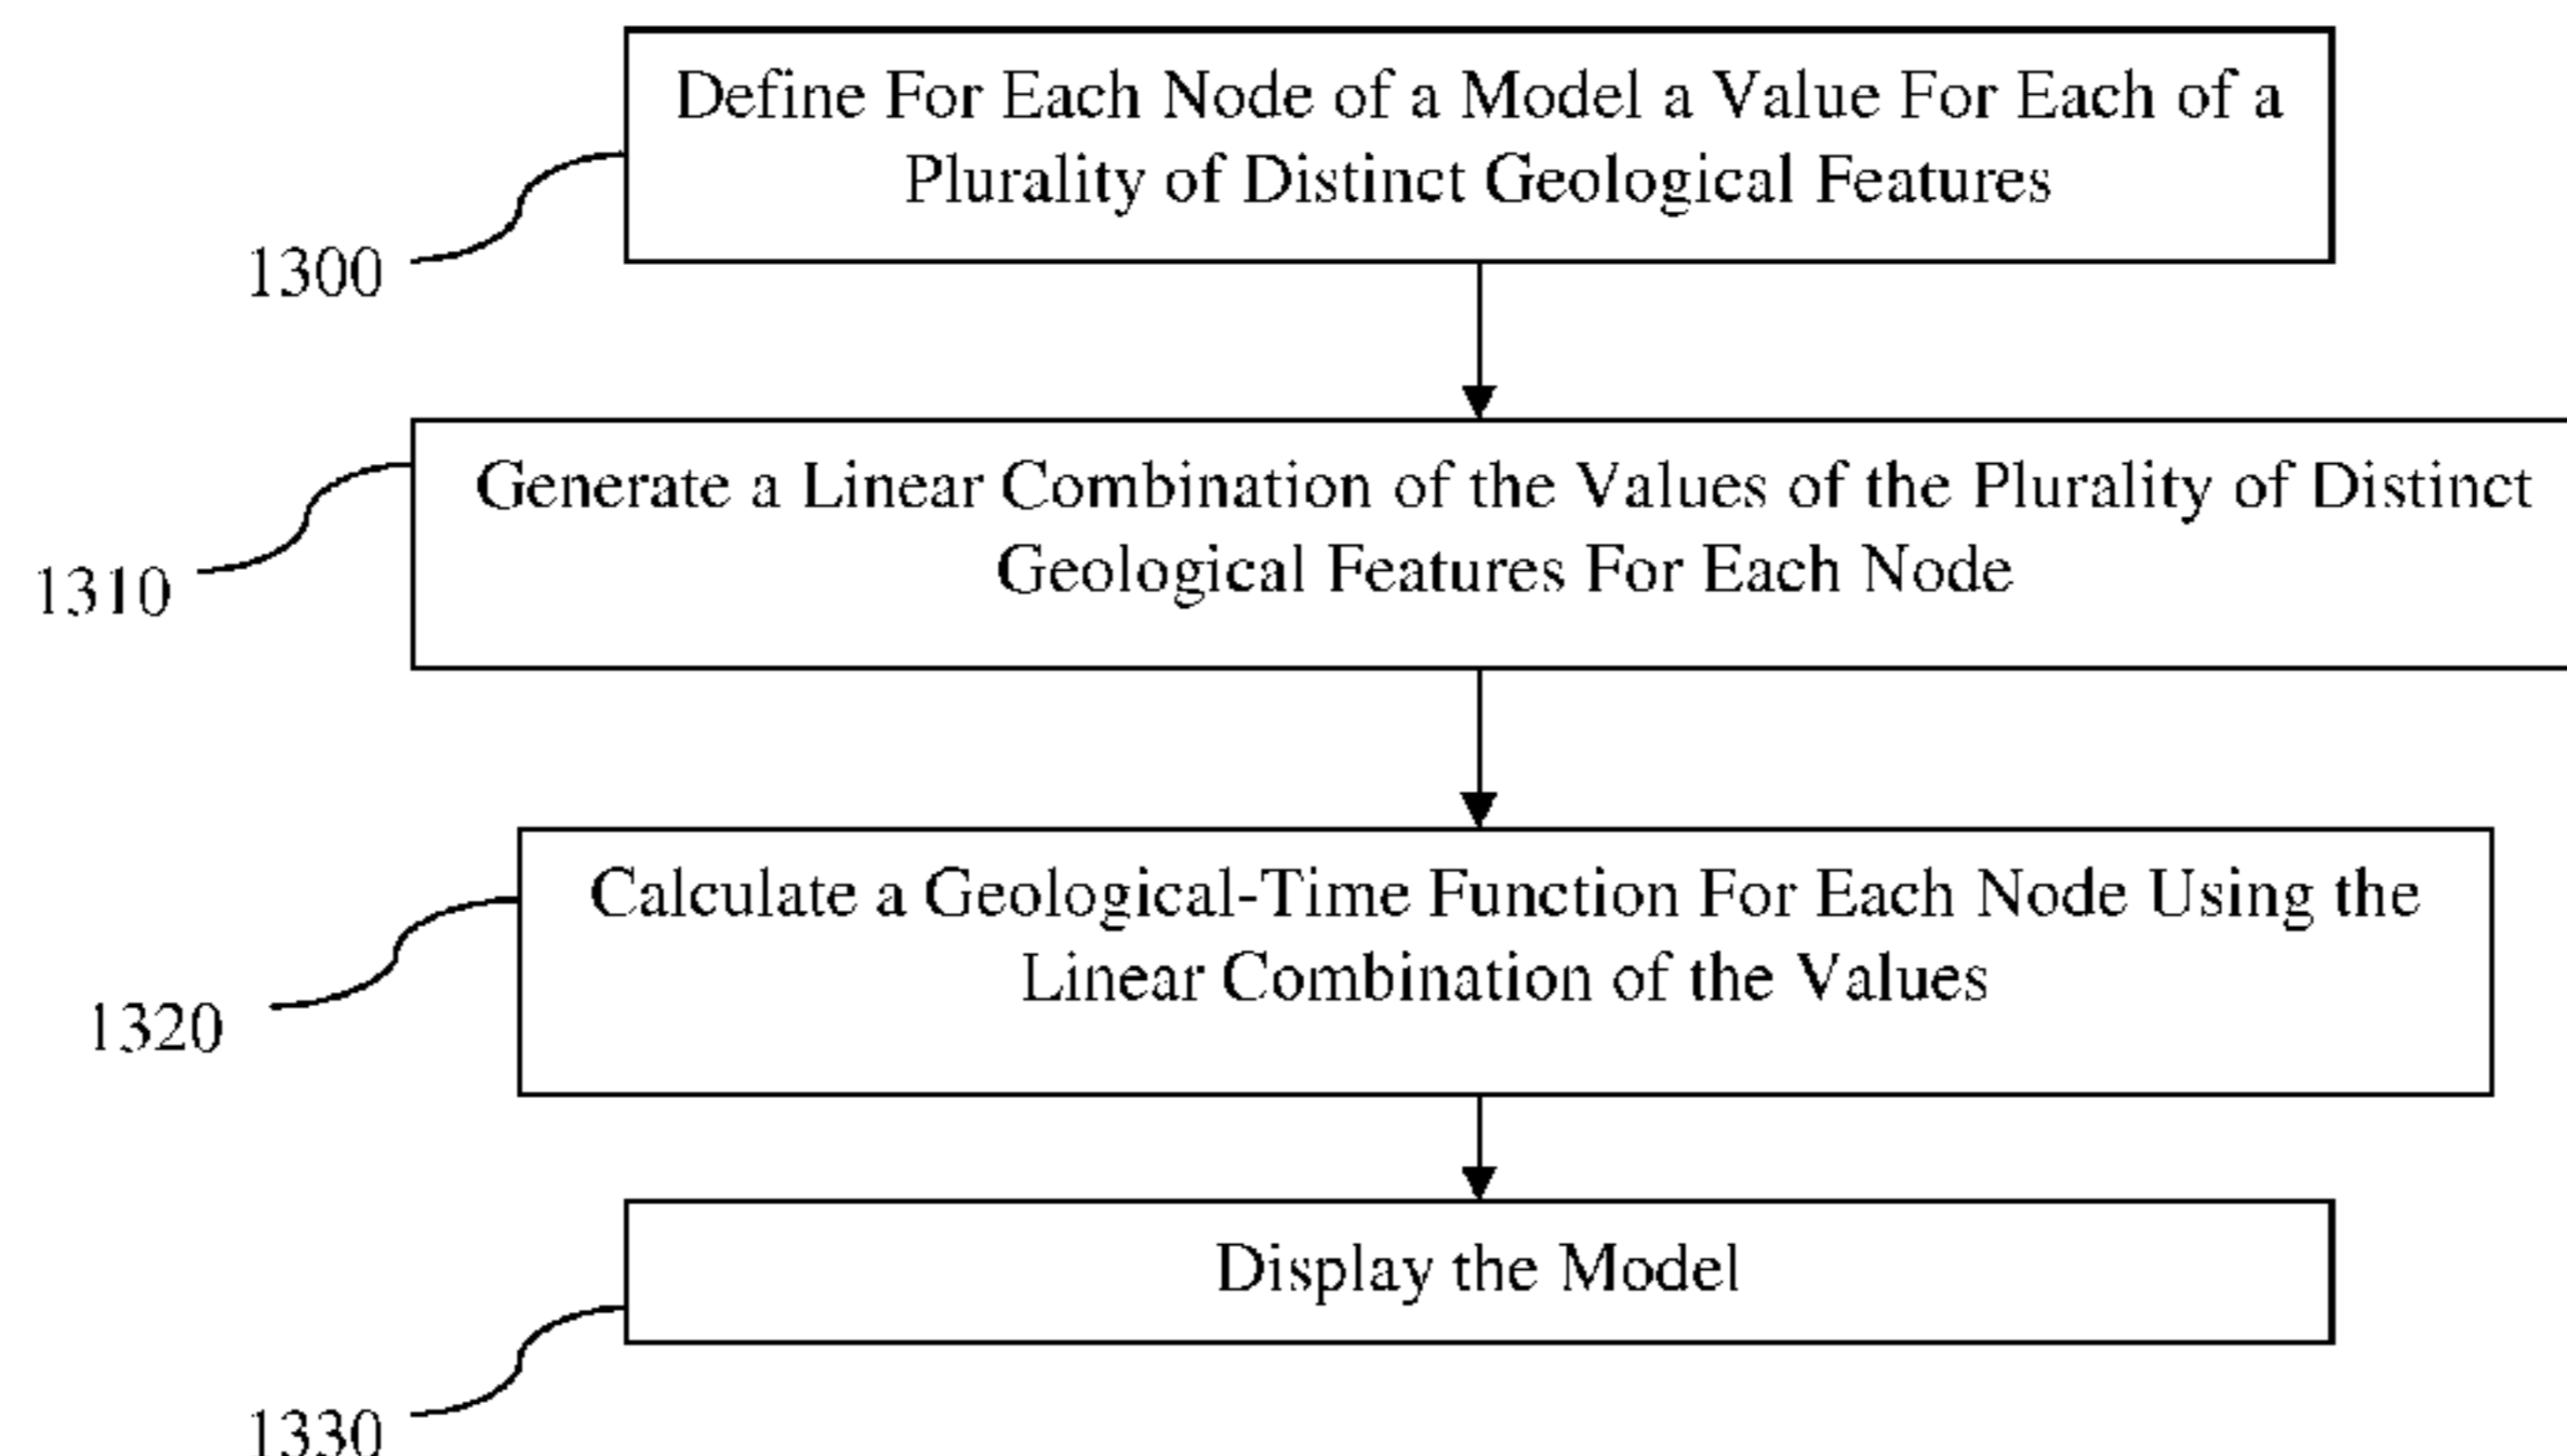 Define For Each Node of a Model a Value For Each of a
Plurality of Distinct Geological Features
1300
Generate a Linear Combination of the Values of the Plurality of Distinct
Geological Features For Each Node
1310
Calculate a Geological-Time Function For Each Node Using the
Linear Combination of the Values
1320
Display the Model
1330